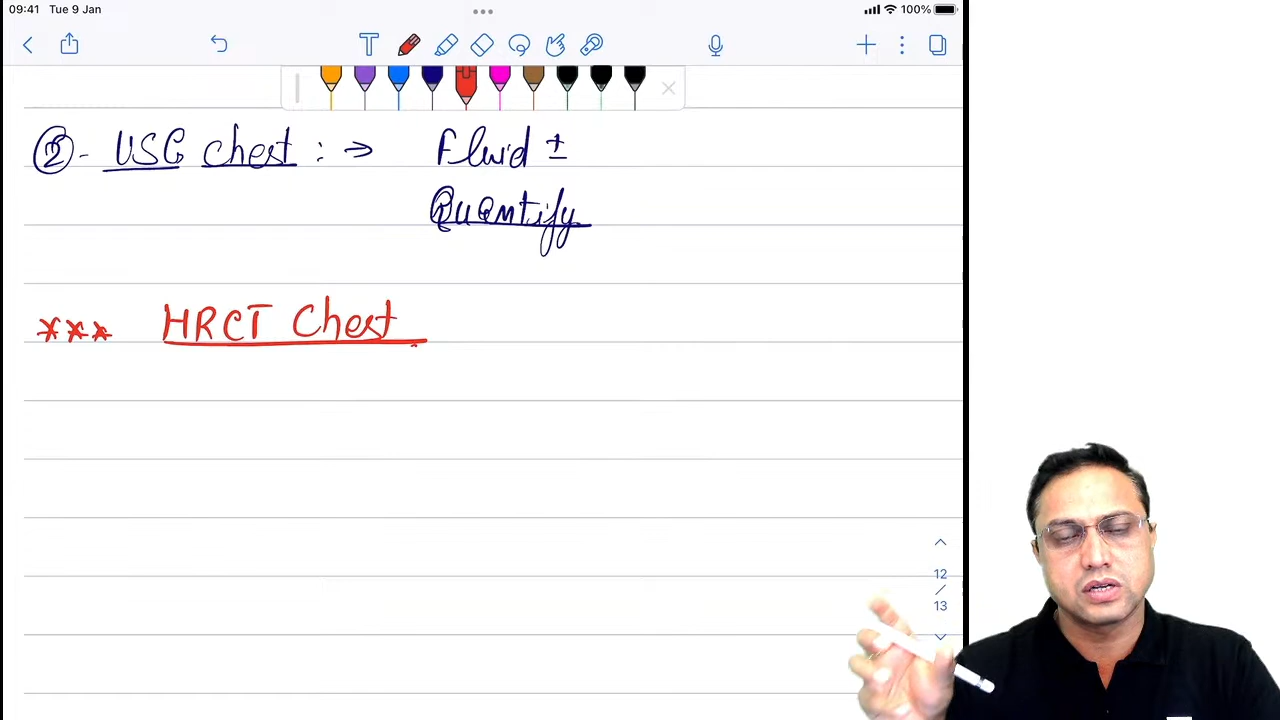 09:41 Tue 9 Jan
100%
T
② - USG chest : ⇒ Fluid ±
Quantify
*** HRCT Chest
12
/
13